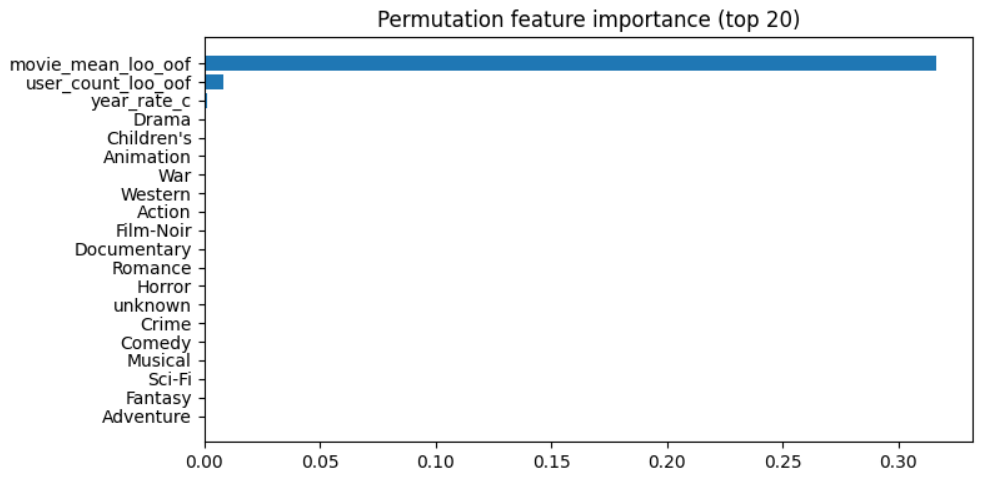 Permutation feature importance (top 20)
movie_mean_loo_oof
user_count_loo_oof
year_rate_c
Drama
Children's
Animation
War
Western
Action
Film-Noir
Documentary
Romance
Horror
unknown
Crime
Comedy
Musical
Sci-Fi
Fantasy
Adventure
0.00 0.05 0.10 0.15 0.20 0.25 0.30